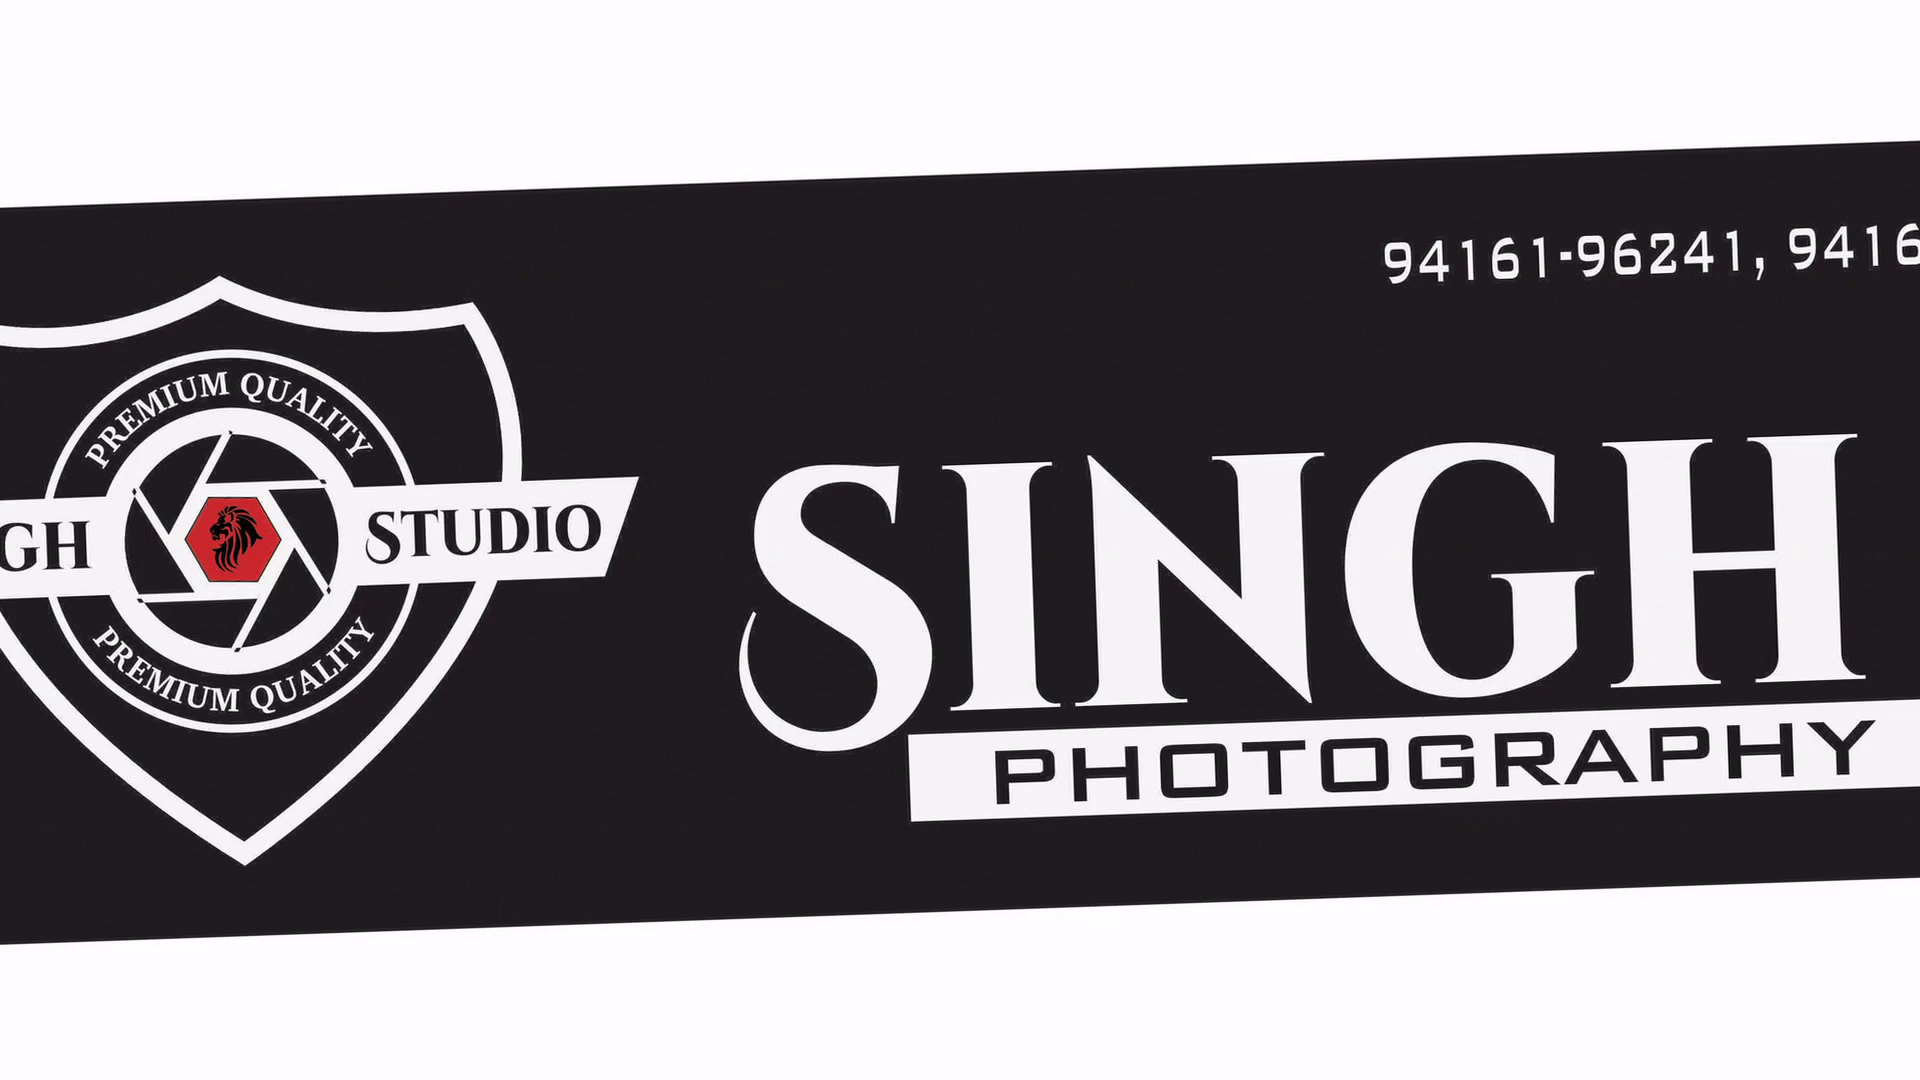 94161-96241, 9416
PREMIUM QUALITY
GH STUDIO
PREMIUM QUALITY
SINGH
PHOTOGRAPHY